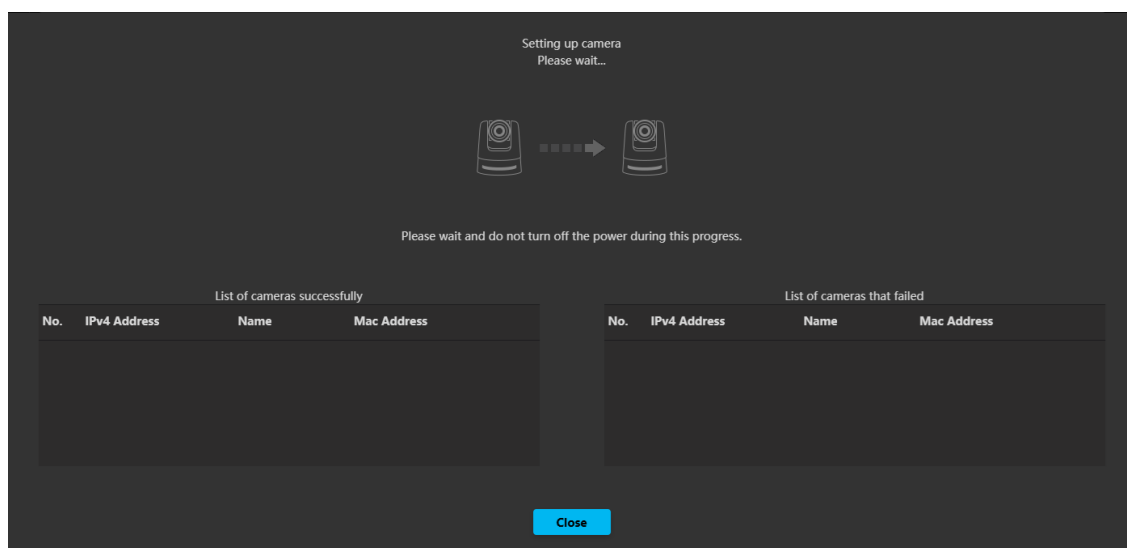 Setting up camera
Please wait...
Please wait and do not turn off the power during this progress.
List of cameras successfully
No. IPv4 Address Name Mac Address
List of cameras that failed
No. IPv4 Address Name Mac Address
Close